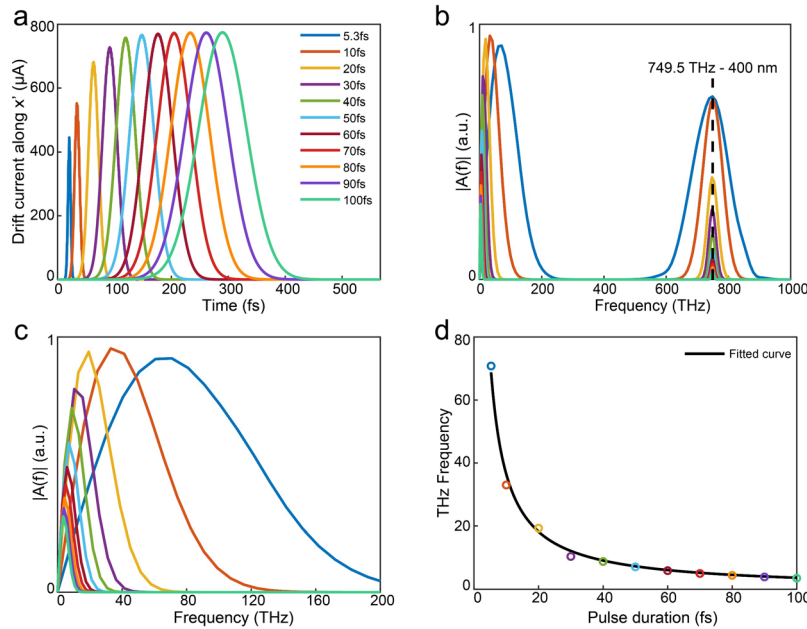 a
800
600
400
200
0
Drift current along x' (µA)
0
100
200
300
400
500
Time (fs)
5.3fs
10fs
20fs
30fs
40fs
50fs
60fs
70fs
80fs
90fs
100fs
b
1
0
|A(f)| (a.u.)
749.5 THz - 400 nm
0
200
400
600
800
1000
Frequency (THz)
c
1
0
|A(f)| (a.u.)
0
40
80
120
160
200
Frequency (THz)
d
80
60
40
20
0
THz Frequency
Fitted curve
0
20
40
60
80
100
Pulse duration (fs)